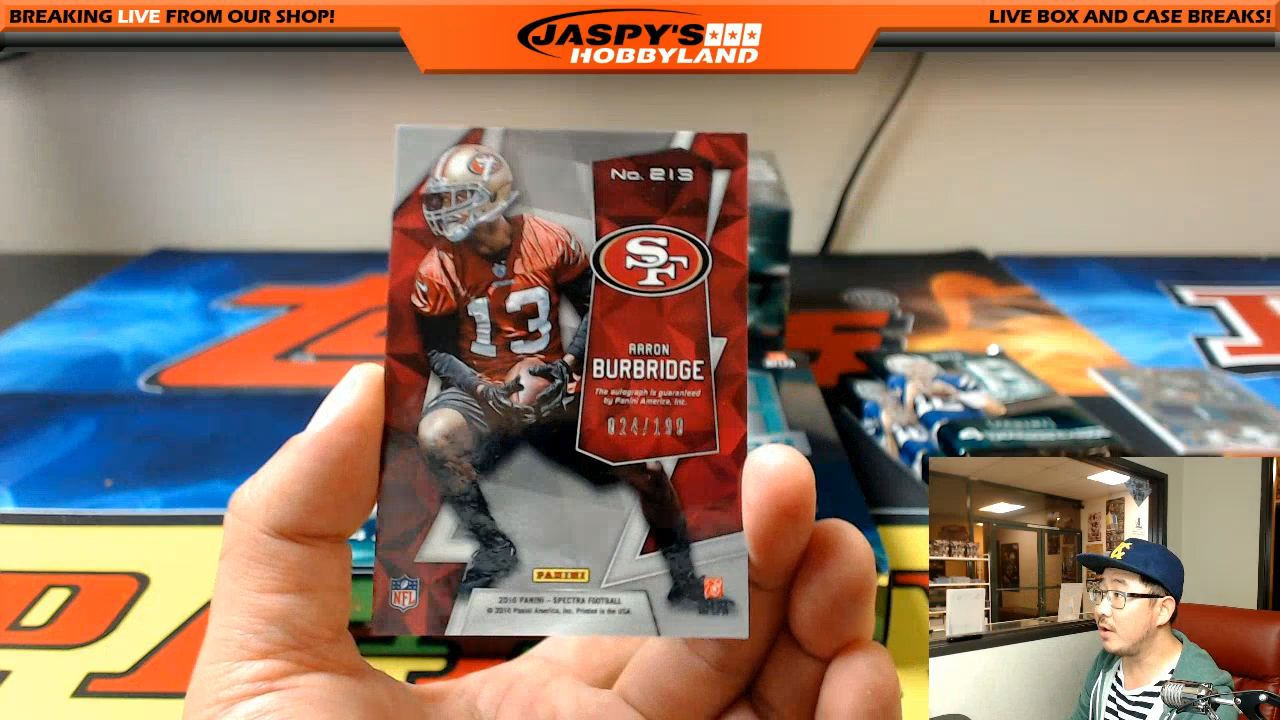 BREAKING LIVE FROM OUR SHOP!
JASPY'S
HOBBYLAND
LIVE BOX AND CASE BREAKS!
No. 213
SF
13
AARON
BURBRIDGE
The autograph is guaranteed
by Panini America, Inc.
024/199
PANINI
NFL
2016 PANINI - SPECTRA FOOTBALL
© 2016 Panini America, Inc. Printed in the USA.